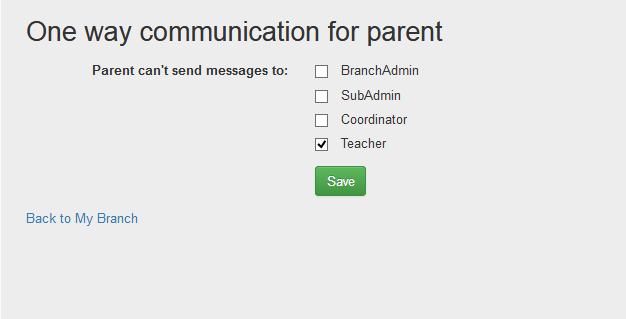 One way communication for parent
Parent can't send messages to: BranchAdmin
SubAdmin
Coordinator
Teacher
Save
Back to My Branch